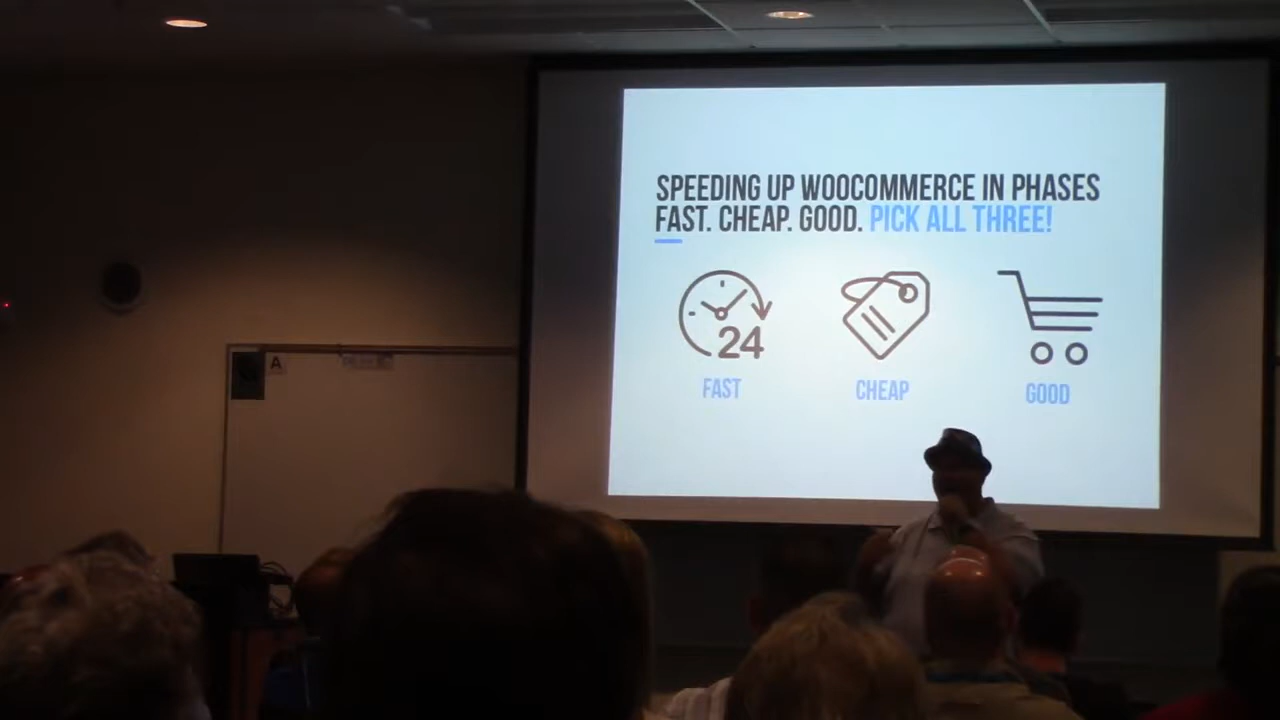 SPEEDING UP WOOCOMMERCE IN PHASES
FAST. CHEAP. GOOD. PICK ALL THREE!
24
FAST
CHEAP
GOOD
A